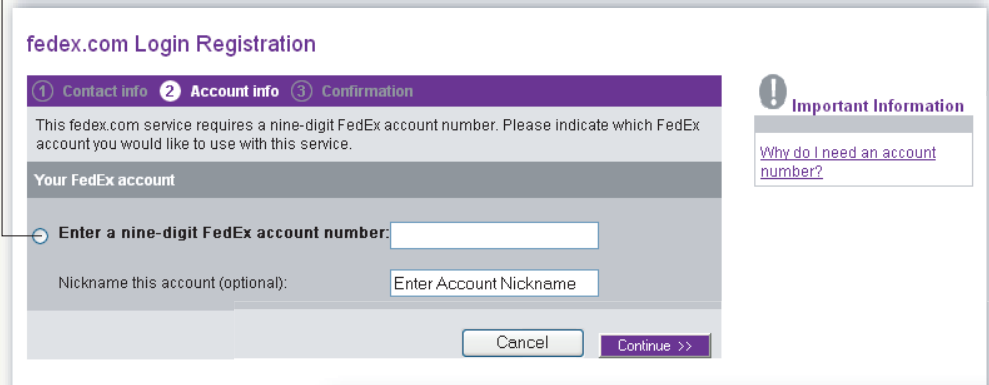 fedex.com Login Registration
1 Contact info 2 Account info 3 Confirmation
This fedex.com service requires a nine-digit FedEx account number. Please indicate which FedEx
account you would like to use with this service.
Your FedEx account
Enter a nine-digit FedEx account number:
Nickname this account (optional): Enter Account Nickname
Cancel Continue >>
! Important Information
Why do I need an account
number?